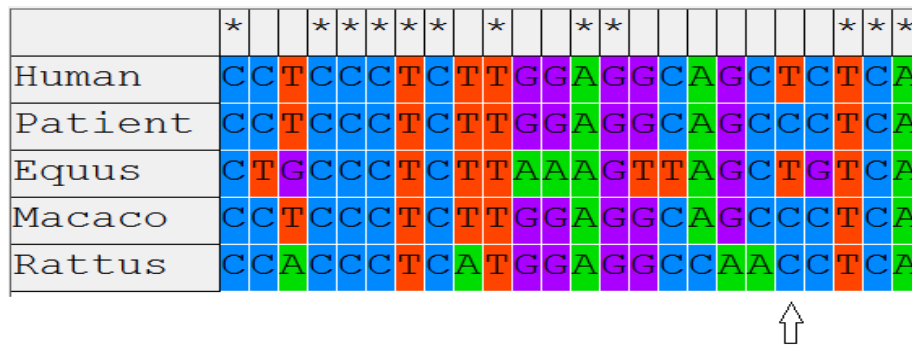 * * * * * * * * * * * *
Human CCTCCCTCTTGGAGGCAGCTCTCA
Patient CCTCCCTCTTGGAGGCAGCCCTCA
Equus CTGCCCTCTTAAAGTTAGCTGTCA
Macaco CCTCCCTCTTGGAGGCAGCCCTCA
Rattus CCACCCTCATGGAGGCCAACCTCA